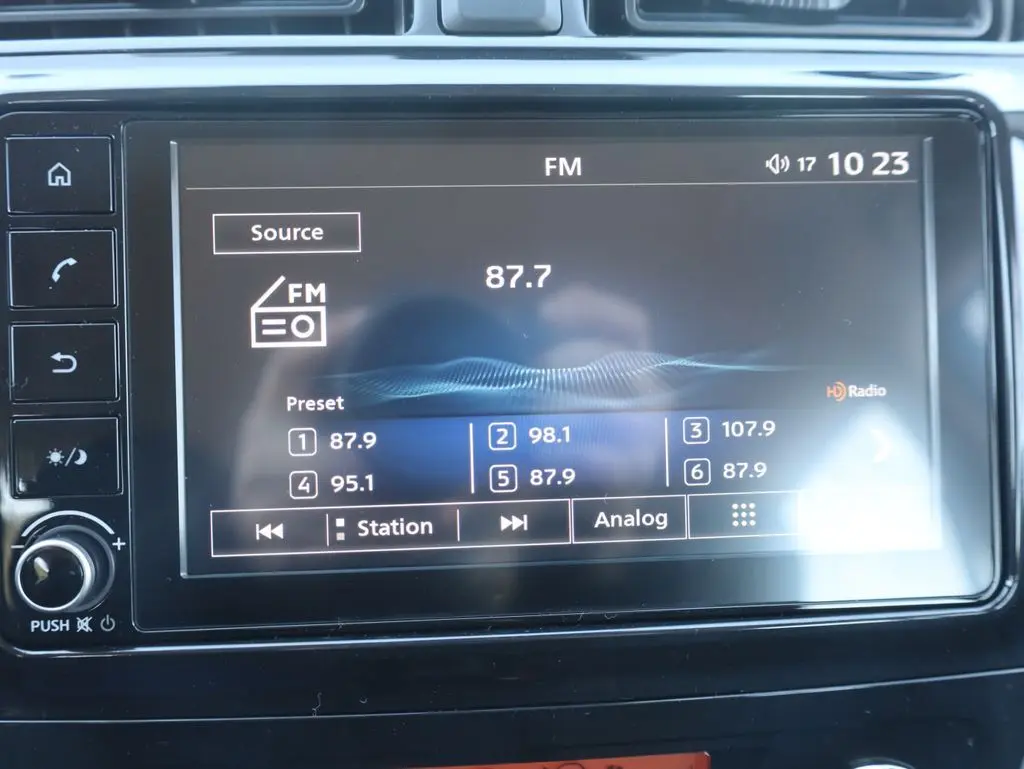 FM 17 10 23
Source
87.7
FM
HD Radio
Preset
1 87.9 2 98.1 3 107.9
4 95.1 5 87.9 6 87.9
Station Analog
PUSH